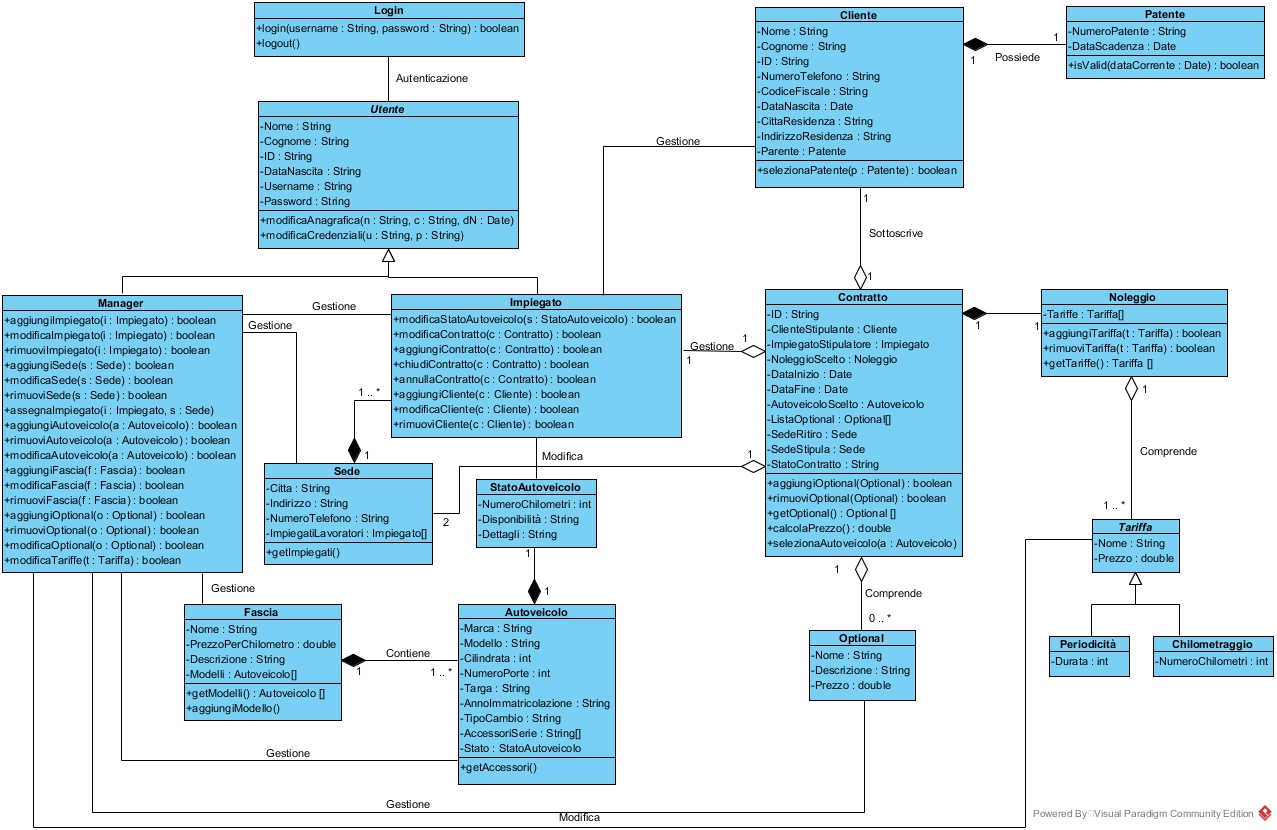 Login
+login(username : String, password : String) : boolean
+logout()
Autenticazione
Utente
-Nome : String
-Cognome : String
-ID : String
-DataNascita : String
-Username : String
-Password : String
+modificaAnagrafica(n : String, c : String, dN : Date)
+modificaCredenziali(u : String, p : String)
Cliente
-Nome : String
-Cognome : String
-ID : String
-NumeroTelefono : String
-CodiceFiscale : String
-DataNascita : Date
-CittaResidenza : String
-IndirizzoResidenza : String
-Parente : Patente
+selezionaPatente(p : Patente) : boolean
1
Possiede
1
Patente
-NumeroPatente : String
-DataScadenza : Date
+isValid(dataCorrente : Date) : boolean
Gestione
1
Sottoscrive
1
Manager
+aggiungiImpiegato(i : Impiegato) : boolean
+modificaImpiegato(i : Impiegato) : boolean
+rimuoviImpiegato(i : Impiegato) : boolean
+aggiungiSede(s : Sede) : boolean
+modificaSede(s : Sede) : boolean
+rimuoviSede(s : Sede) : boolean
+assegnaImpiegato(i : Impiegato, s : Sede)
+aggiungiAutoveicolo(a : Autoveicolo) : boolean
+rimuoviAutoveicolo(a : Autoveicolo) : boolean
+modificaAutoveicolo(a : Autoveicolo) : boolean
+aggiungiFascia(f : Fascia) : boolean
+modificaFascia(f : Fascia) : boolean
+rimuoviFascia(f : Fascia) : boolean
+aggiungiOptional(o : Optional) : boolean
+rimuoviOptional(o : Optional) : boolean
+modificaOptional(o : Optional) : boolean
+modificaTariffe(t : Tariffa) : boolean
Gestione
Gestione
Impiegato
+modificaStatoAutoveicolo(s : StatoAutoveicolo) : boolean
+modificaContratto(c : Contratto) : boolean
+aggiungiContratto(c : Contratto) : boolean
+chiudiContratto(c : Contratto) : boolean
+annullaContratto(c : Contratto) : boolean
+aggiungiCliente(c : Cliente) : boolean
+modificaCliente(c : Cliente) : boolean
+rimuoviCliente(c : Cliente) : boolean
1
Gestione
1
Contratto
-ID : String
-ClienteStipulante : Cliente
-ImpiegatoStipulatore : Impiegato
-NoleggioScelto : Noleggio
-DataInizio : Date
-DataFine : Date
-AutoveicoloScelto : Autoveicolo
-ListaOptional : Optional[]
-SedeRitiro : Sede
-SedeStipula : Sede
-StatoContratto : String
+aggiungiOptional(Optional) : boolean
+rimuoviOptional(Optional) : boolean
+getOptional() : Optional []
+calcolaPrezzo() : double
+selezionaAutoveicolo(a : Autoveicolo)
1
1
Noleggio
-Tariffe : Tariffa[]
+aggiungiTariffa(t : Tariffa) : boolean
+rimuoviTariffa(t : Tariffa) : boolean
+getTariffe() : Tariffa []
1
Comprende
1 .. *
1 .. *
1
Modifica
1
2
Sede
-Citta : String
-Indirizzo : String
-NumeroTelefono : String
-ImpiegatiLavoratori : Impiegato[]
+getImpiegati()
StatoAutoveicolo
-NumeroChilometri : int
-Disponibilità : String
-Dettagli : String
1
1
Tariffa
-Nome : String
-Prezzo : double
Periodicità
-Durata : int
Chilometraggio
-NumeroChilometri : int
Gestione
Fascia
-Nome : String
-PrezzoPerChilometro : double
-Descrizione : String
-Modelli : Autoveicolo[]
+getModelli() : Autoveicolo []
+aggiungiModello()
Contiene
1
1 .. *
Autoveicolo
-Marca : String
-Modello : String
-Cilindrata : int
-NumeroPorte : int
-Targa : String
-AnnoImmatricolazione : String
-TipoCambio : String
-AccessoriSerie : String[]
-Stato : StatoAutoveicolo
+getAccessori()
1
Comprende
0 .. *
Optional
-Nome : String
-Descrizione : String
-Prezzo : double
Gestione
Gestione
Modifica
Powered By Visual Paradigm Community Edition